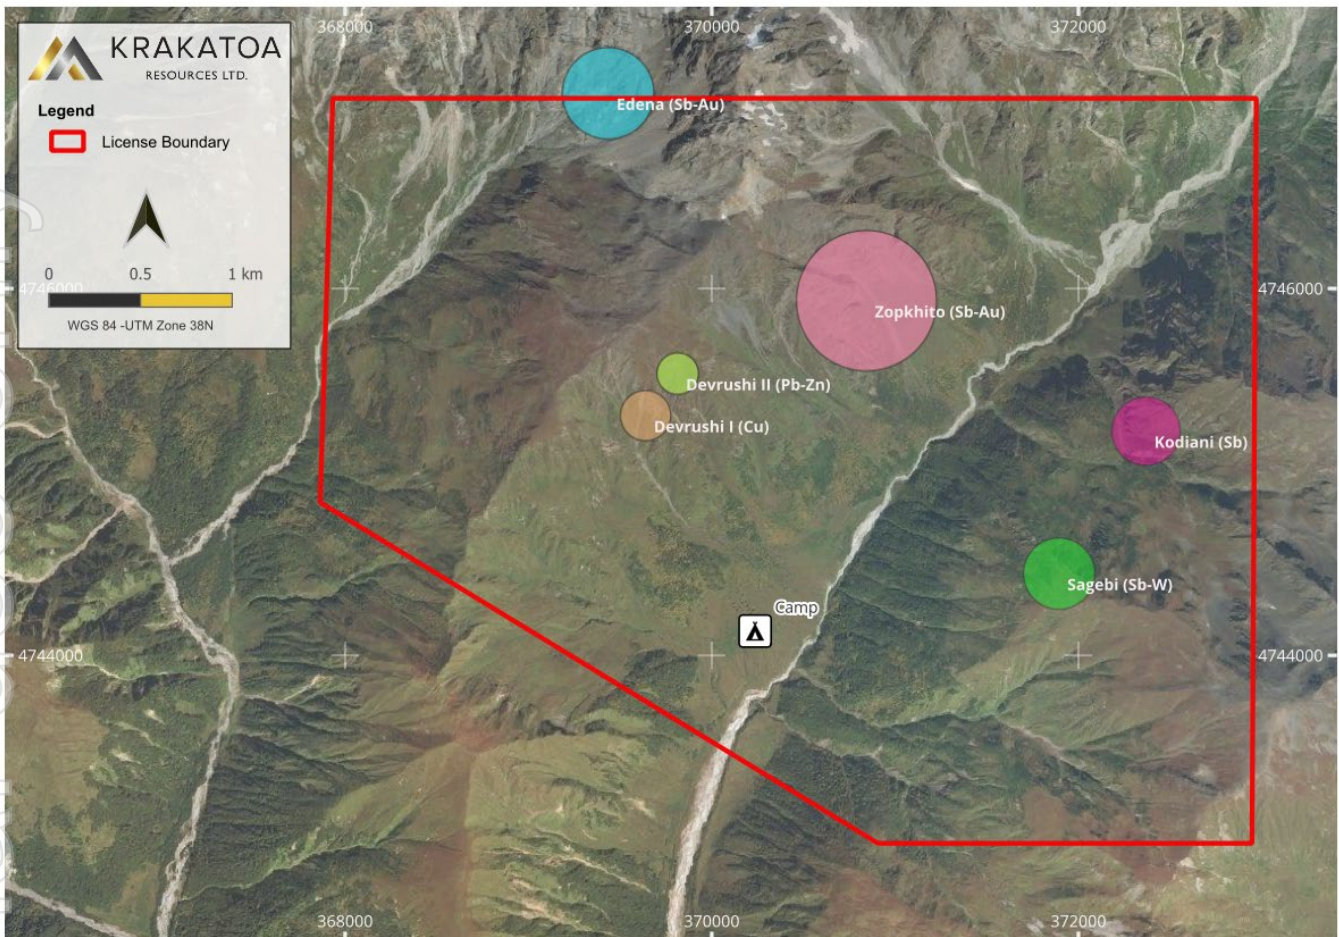 KRAKATOA
RESOURCES LTD.
Legend
License Boundary
0 0.5 1 km
WGS 84 -UTM Zone 38N
368000 370000 372000
Edena (Sb-Au)
4746000 4746000
Zopkhito (Sb-Au)
Devrushi II (Pb-Zn)
Devrushi I (Cu)
Kodiani (Sb)
Sagebi (Sb-W)
Camp
4744000 4744000
368000 370000 372000